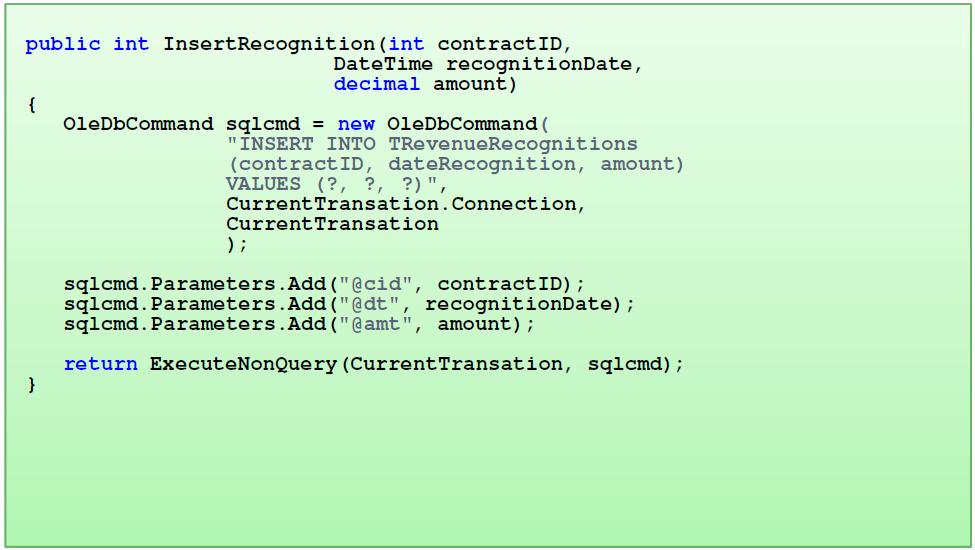 public int InsertRecognition(int contractID,
DateTime recognitionDate,
decimal amount)
{
OleDbCommand sqlcmd = new OleDbCommand(
"INSERT INTO TRevenueRecognitions
(contractID, dateRecognition, amount)
VALUES (?, ?, ?)",
CurrentTransation.Connection,
CurrentTransation
);
sqlcmd.Parameters.Add("@cid", contractID);
sqlcmd.Parameters.Add("@dt", recognitionDate);
sqlcmd.Parameters.Add("@amt", amount);
return ExecuteNonQuery(CurrentTransation, sqlcmd);
}